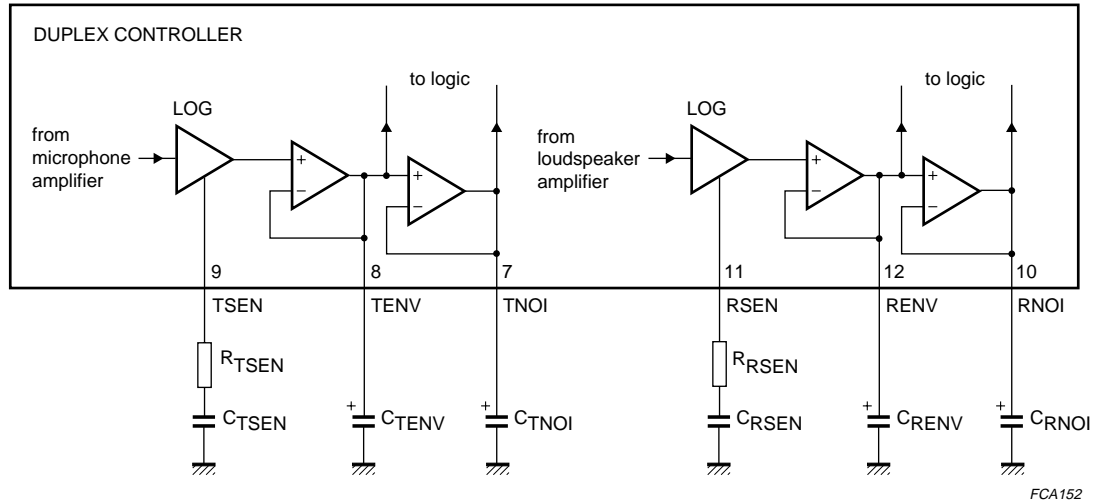 DUPLEX CONTROLLER
to logic
to logic
LOG
LOG
from
microphone
amplifier
from
loudspeaker
amplifier
+
−
+
−
+
−
+
−
9
8
7
11
12
10
TSEN
TENV
TNOI
RSEN
RENV
RNOI
RTSEN
RRSEN
CTSEN
+
CTENV
+
CTNOI
CRSEN
+
CRENV
+
CRNOI
FCA152